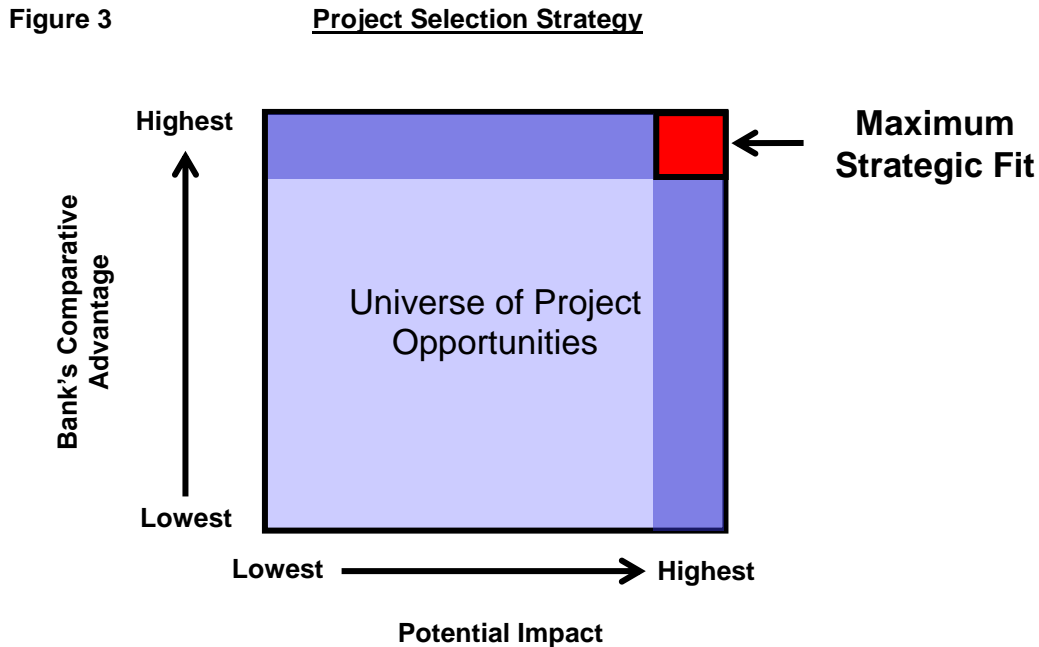 Figure 3
Project Selection Strategy
Highest
Maximum
Strategic Fit
Bank’s Comparative
Advantage
Universe of Project
Opportunities
Lowest
Lowest
Highest
Potential Impact